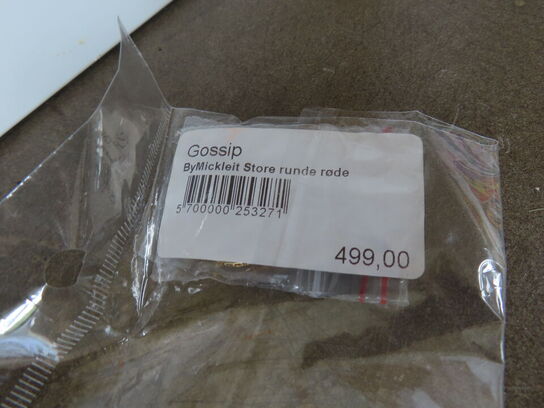 Gossip
ByMickleit Store runde røde
5 700000 253271
499,00